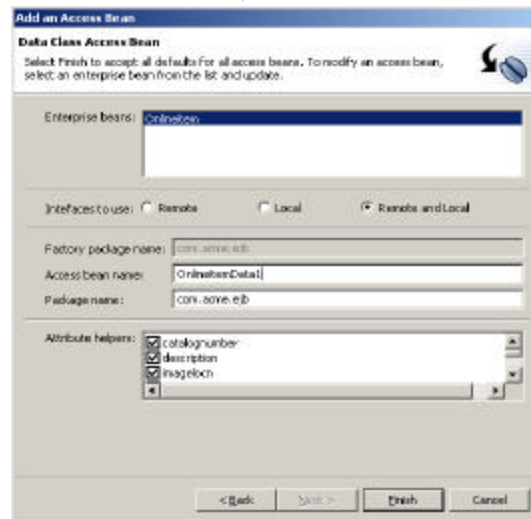 Add an Access Bean
Data Class Access Bean
Select Finish to accept all defaults for all access beans. To modify an access bean,
select an enterprise bean from the list and update.
Enterprise beans: OnlineItem
Intefaces to use: Remote Local Remote and Local
Factory package name: com.acme.ejb
Access bean name: OnlineItemData1
Package name: com.acme.ejb
Attribute helpers: catalognumber
description
imagelocn
< Back Next > Finish Cancel